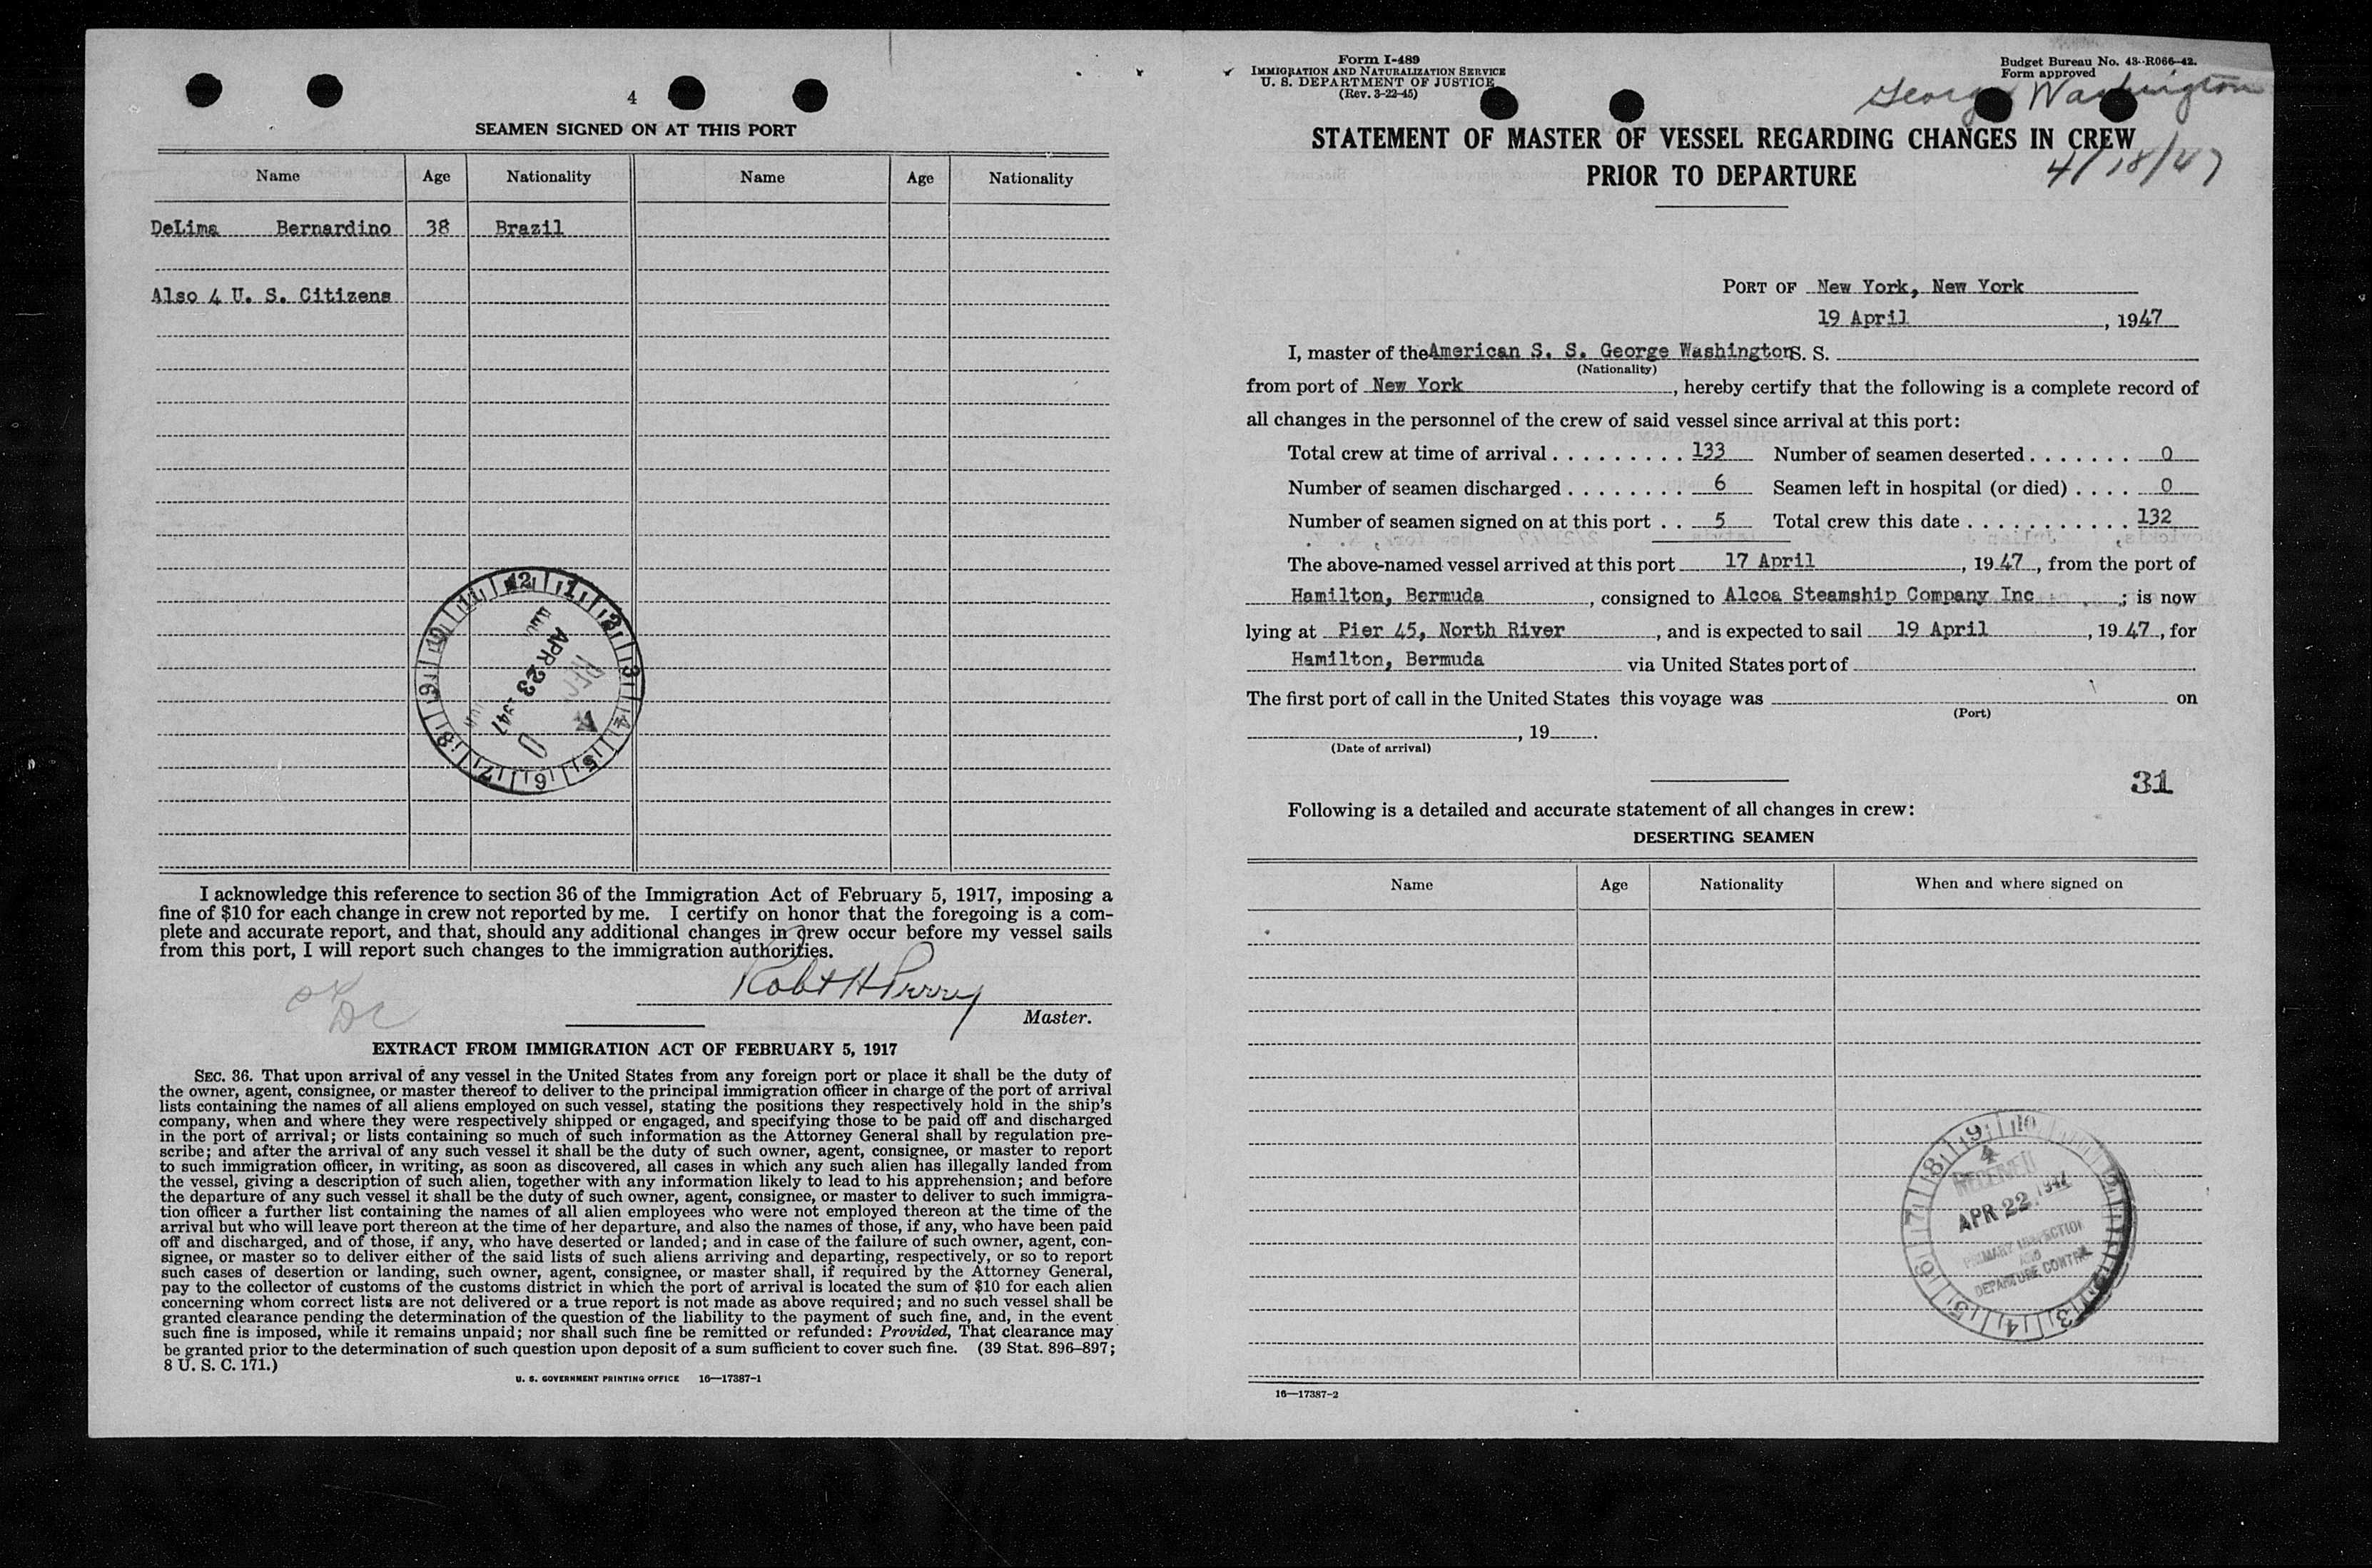 4
SEAMEN SIGNED ON AT THIS PORT
Name Age Nationality Name Age Nationality
DeLima Bernardino 38 Brazil
Also 4 U. S. Citizens
12 1 2 3 4 5 6 7 8 9 10 11
APR 23 1947
I acknowledge this reference to section 36 of the Immigration Act of February 5, 1917, imposing a
fine of $10 for each change in crew not reported by me. I certify on honor that the foregoing is a com-
plete and accurate report, and that, should any additional changes in crew occur before my vessel sails
from this port, I will report such changes to the immigration authorities.
Robt H Perry
Master.
EXTRACT FROM IMMIGRATION ACT OF FEBRUARY 5, 1917
SEC. 36. That upon arrival of any vessel in the United States from any foreign port or place it shall be the duty of
the owner, agent, consignee, or master thereof to deliver to the principal immigration officer in charge of the port of arrival
lists containing the names of all aliens employed on such vessel, stating the positions they respectively hold in the ship's
company, when and where they were respectively shipped or engaged, and specifying those to be paid off and discharged
in the port of arrival; or lists containing so much of such information as the Attorney General shall by regulation pre-
scribe; and after the arrival of any such vessel it shall be the duty of such owner, agent, consignee, or master to report
to such immigration officer, in writing, as soon as discovered, all cases in which any such alien has illegally landed from
the vessel, giving a description of such alien, together with any information likely to lead to his apprehension; and before
the departure of any such vessel it shall be the duty of such owner, agent, consignee, or master to deliver to such immigra-
tion officer a further list containing the names of all alien employees who were not employed thereon at the time of the
arrival but who will leave port thereon at the time of her departure, and also the names of those, if any, who have been paid
off and discharged, and of those, if any, who have deserted or landed; and in case of the failure of such owner, agent, con-
signee, or master so to deliver either of the said lists of such aliens arriving and departing, respectively, or so to report
such cases of desertion or landing, such owner, agent, consignee, or master shall, if required by the Attorney General,
pay to the collector of customs of the customs district in which the port of arrival is located the sum of $10 for each alien
concerning whom correct lists are not delivered or a true report is not made as above required; and no such vessel shall be
granted clearance pending the determination of the question of the liability to the payment of such fine, and, in the event
such fine is imposed, while it remains unpaid; nor shall such fine be remitted or refunded: Provided, That clearance may
be granted prior to the determination of such question upon deposit of a sum sufficient to cover such fine. (39 Stat. 896-897;
8 U. S. C. 171.)
U. S. GOVERNMENT PRINTING OFFICE 16—17387-1
Form I-489
IMMIGRATION AND NATURALIZATION SERVICE
U. S. DEPARTMENT OF JUSTICE
(Rev. 3-22-45)
Budget Bureau No. 43-R066-42.
Form approved
George Washington
STATEMENT OF MASTER OF VESSEL REGARDING CHANGES IN CREW
PRIOR TO DEPARTURE
4/18/47
PORT OF New York, New York
19 April, 1947
I, master of the American S. S. George Washington S. S.
(Nationality)
from port of New York, hereby certify that the following is a complete record of
all changes in the personnel of the crew of said vessel since arrival at this port:
Total crew at time of arrival 133 Number of seamen deserted 0
Number of seamen discharged 6 Seamen left in hospital (or died) 0
Number of seamen signed on at this port 5 Total crew this date 132
The above-named vessel arrived at this port 17 April, 1947, from the port of
Hamilton, Bermuda, consigned to Alcoa Steamship Company Inc; is now
lying at Pier 45, North River, and is expected to sail 19 April, 1947, for
Hamilton, Bermuda via United States port of
The first port of call in the United States this voyage was on
(Port)
, 19 .
(Date of arrival)
31
Following is a detailed and accurate statement of all changes in crew:
DESERTING SEAMEN
Name Age Nationality When and where signed on
RECEIVED
APR 22 1947
PRIMARY INSPECTION
AND
DEPARTURE CONTROL
16—17387-2